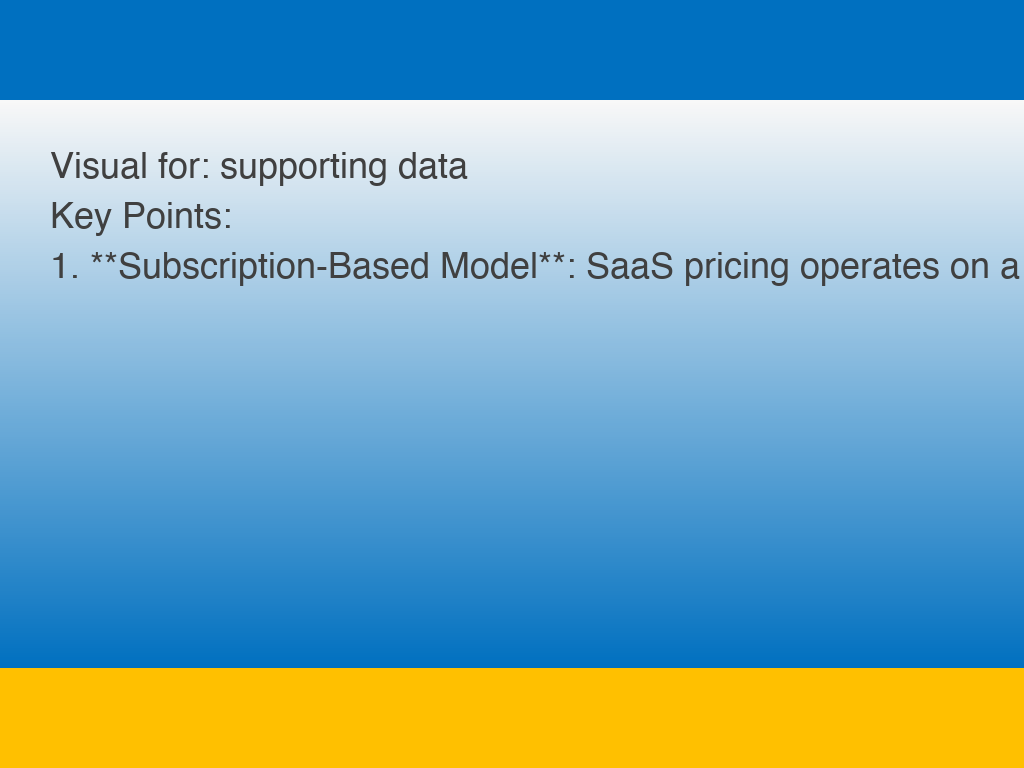 Visual for: supporting data
Key Points:
1. **Subscription-Based Model**: SaaS pricing operates on a